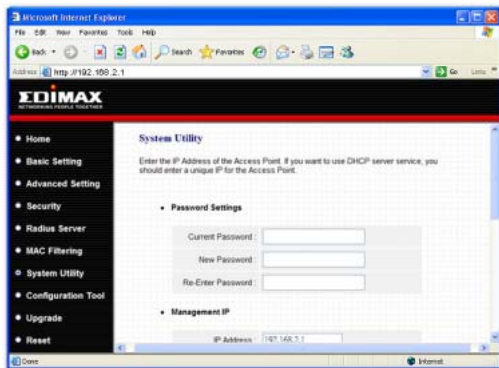 Microsoft Internet Explorer
File Edit View Favorites Tools Help
Back Search Favorites
Address http://192.168.2.1 Go Links
EDIMAX
NETWORKING PEOPLE TOGETHER
Home
Basic Setting
Advanced Setting
Security
Radius Server
MAC Filtering
System Utility
Configuration Tool
Upgrade
Reset
System Utility
Enter the IP Address of the Access Point. If you want to use DHCP server service, you
should enter a unique IP for the Access Point.
Password Settings
Current Password :
New Password :
Re-Enter Password :
Management IP
IP Address : 192.168.2.1
Done Internet